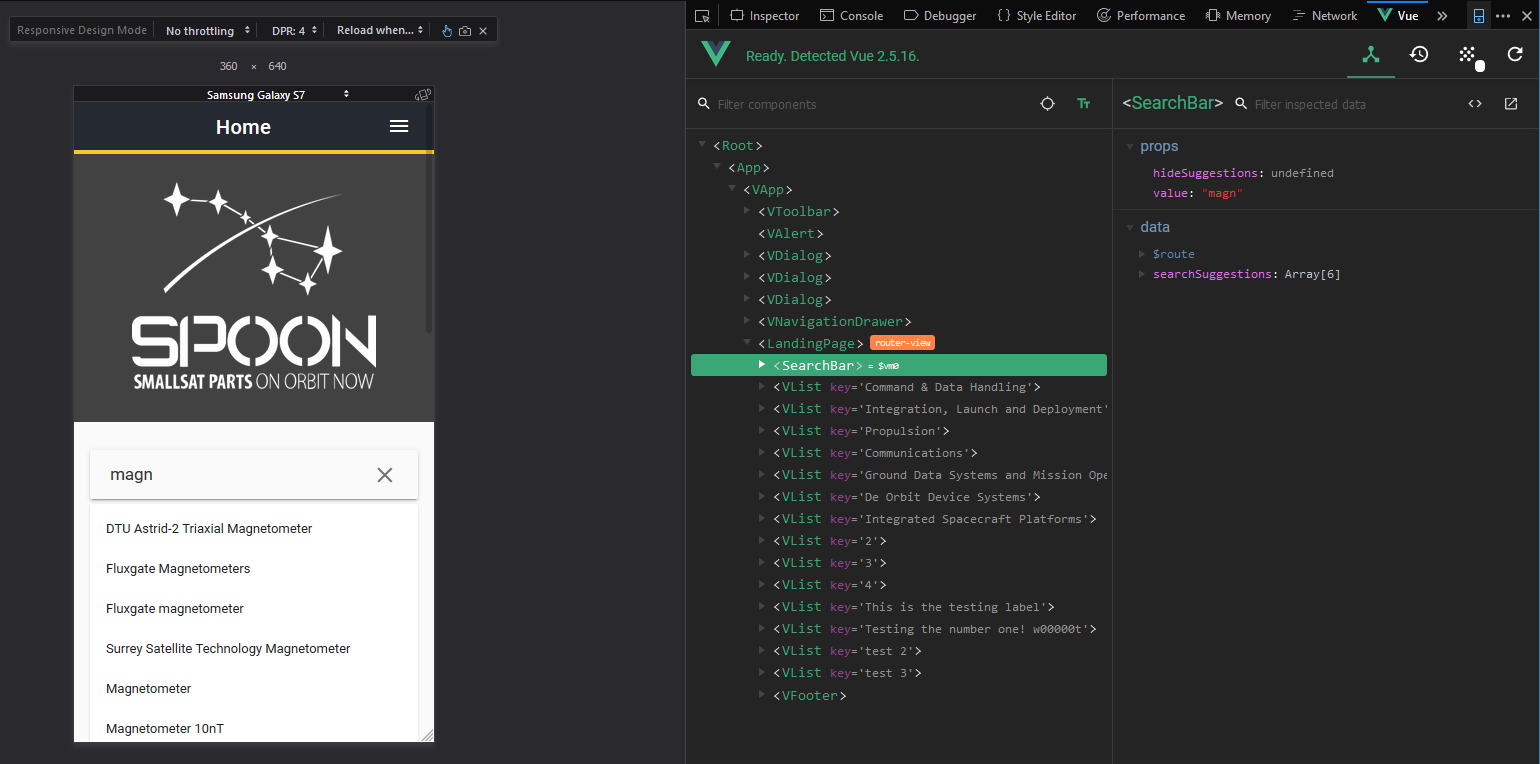 Responsive Design Mode No throttling DPR: 4 Reload when...
360 × 640
Samsung Galaxy S7
Home
SPOON
SMALLSAT PARTS ON ORBIT NOW
magn
DTU Astrid-2 Triaxial Magnetometer
Fluxgate Magnetometers
Fluxgate magnetometer
Surrey Satellite Technology Magnetometer
Magnetometer
Magnetometer 10nT
Inspector Console Debugger { } Style Editor Performance Memory Network Vue
Ready. Detected Vue 2.5.16.
Filter components Tт
<Root>
<App>
<VApp>
<VToolbar>
<VAlert>
<VDialog>
<VDialog>
<VDialog>
<VNavigationDrawer>
<LandingPage> router-view
<SearchBar> = $vm0
<VList key='Command & Data Handling'>
<VList key='Integration, Launch and Deployment'
<VList key='Propulsion'>
<VList key='Communications'>
<VList key='Ground Data Systems and Mission Ope
<VList key='De Orbit Device Systems'>
<VList key='Integrated Spacecraft Platforms'>
<VList key='2'>
<VList key='3'>
<VList key='4'>
<VList key='This is the testing label'>
<VList key='Testing the number one! w00000t'>
<VList key='test 2'>
<VList key='test 3'>
<VFooter>
<SearchBar> Filter inspected data <>
props
hideSuggestions: undefined
value: "magn"
data
$route
searchSuggestions: Array[6]